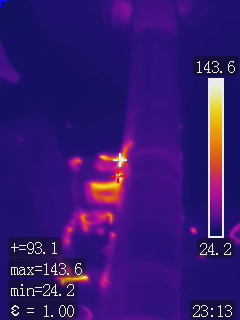 143.6
24.2
+=93.1
max=143.6
min=24.2
ε = 1.00
23:13